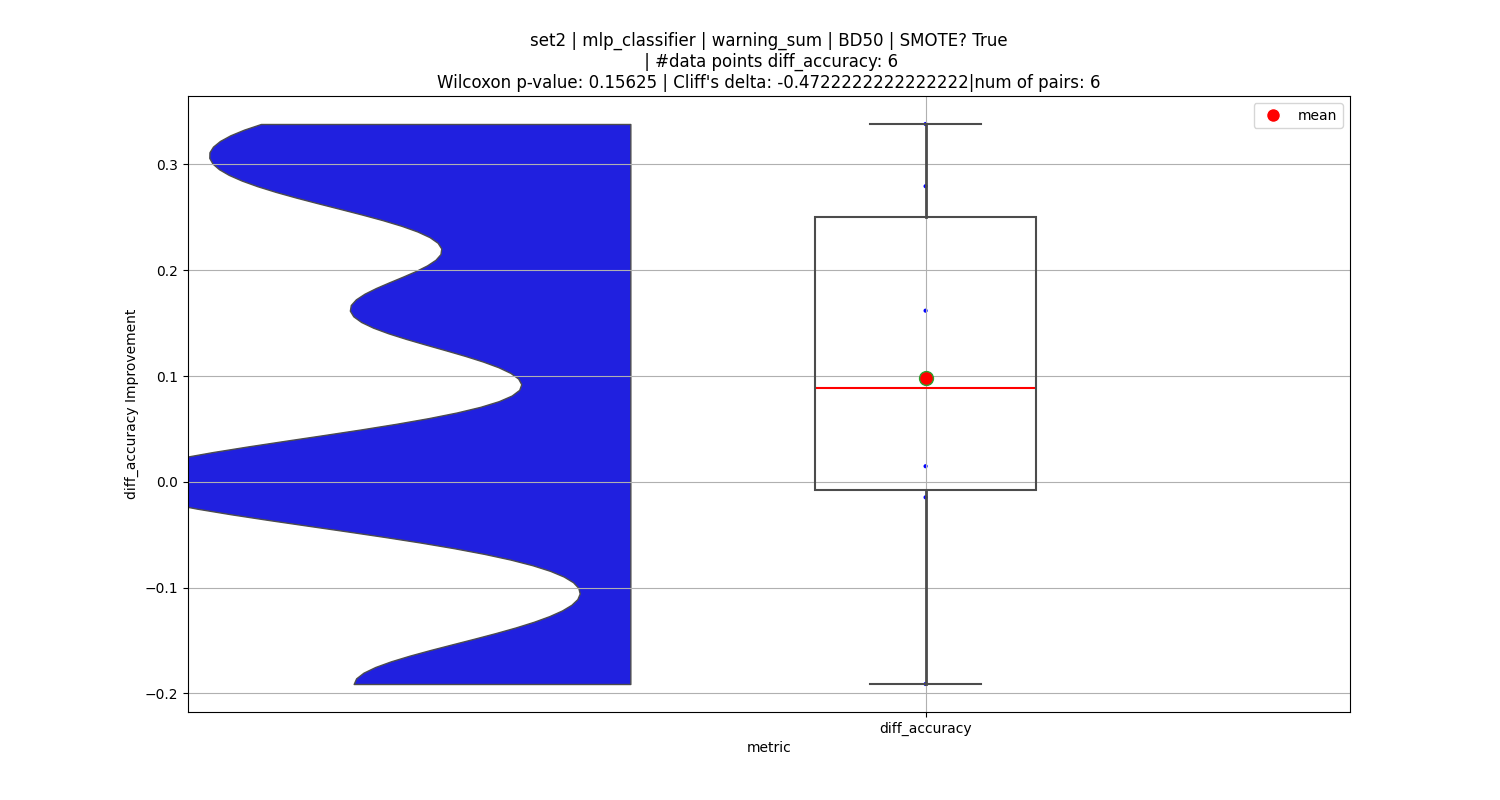 set2 | mlp_classifier | warning_sum | BD50 | SMOTE? True
| #data points diff_accuracy: 6
Wilcoxon p-value: 0.15625 | Cliff's delta: -0.4722222222222222|num of pairs: 6
mean
0.3
0.2
0.1
0.0
−0.1
−0.2
diff_accuracy Improvement
diff_accuracy
metric